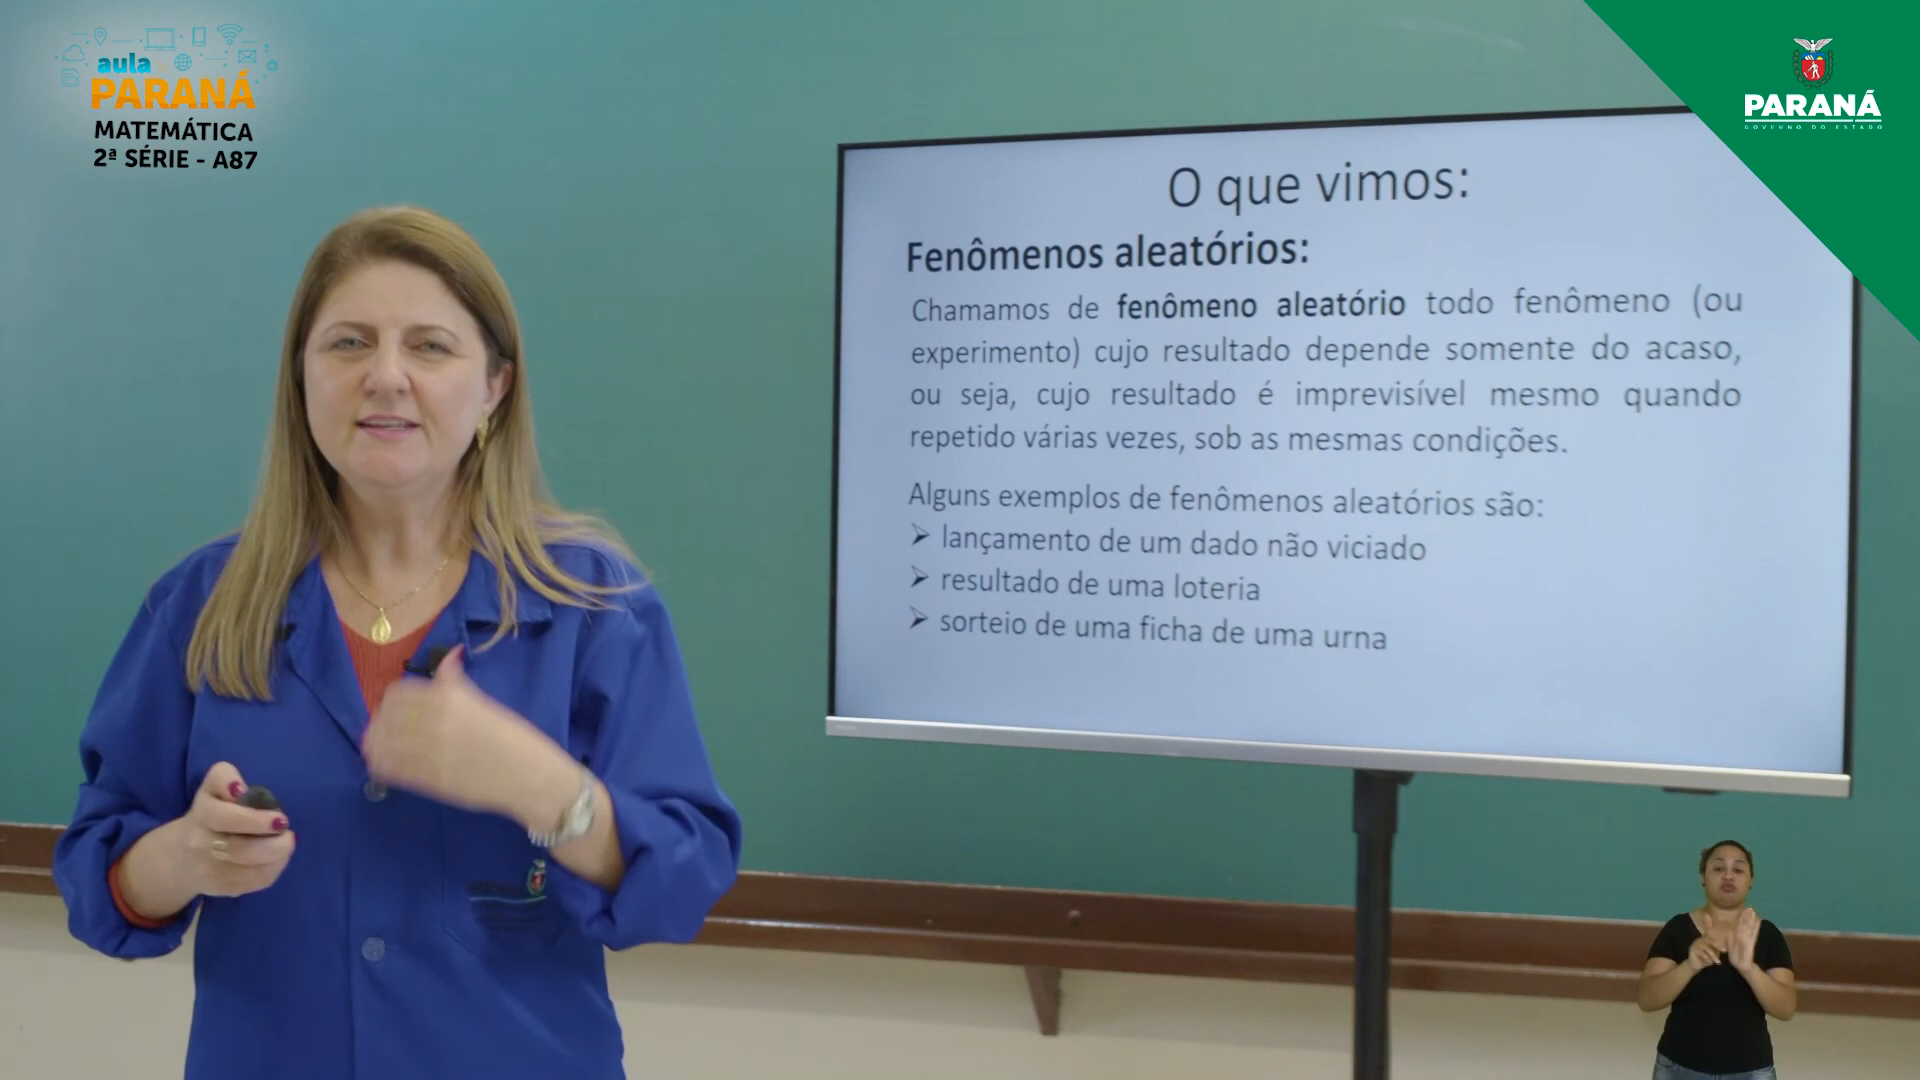 aula
PARANÁ
MATEMÁTICA
2ª SÉRIE - A87
PARANÁ
GOVERNO DO ESTADO
O que vimos:
Fenômenos aleatórios:
Chamamos de fenômeno aleatório todo fenômeno (ou
experimento) cujo resultado depende somente do acaso,
ou seja, cujo resultado é imprevisível mesmo quando
repetido várias vezes, sob as mesmas condições.
Alguns exemplos de fenômenos aleatórios são:
➢ lançamento de um dado não viciado
➢ resultado de uma loteria
➢ sorteio de uma ficha de uma urna